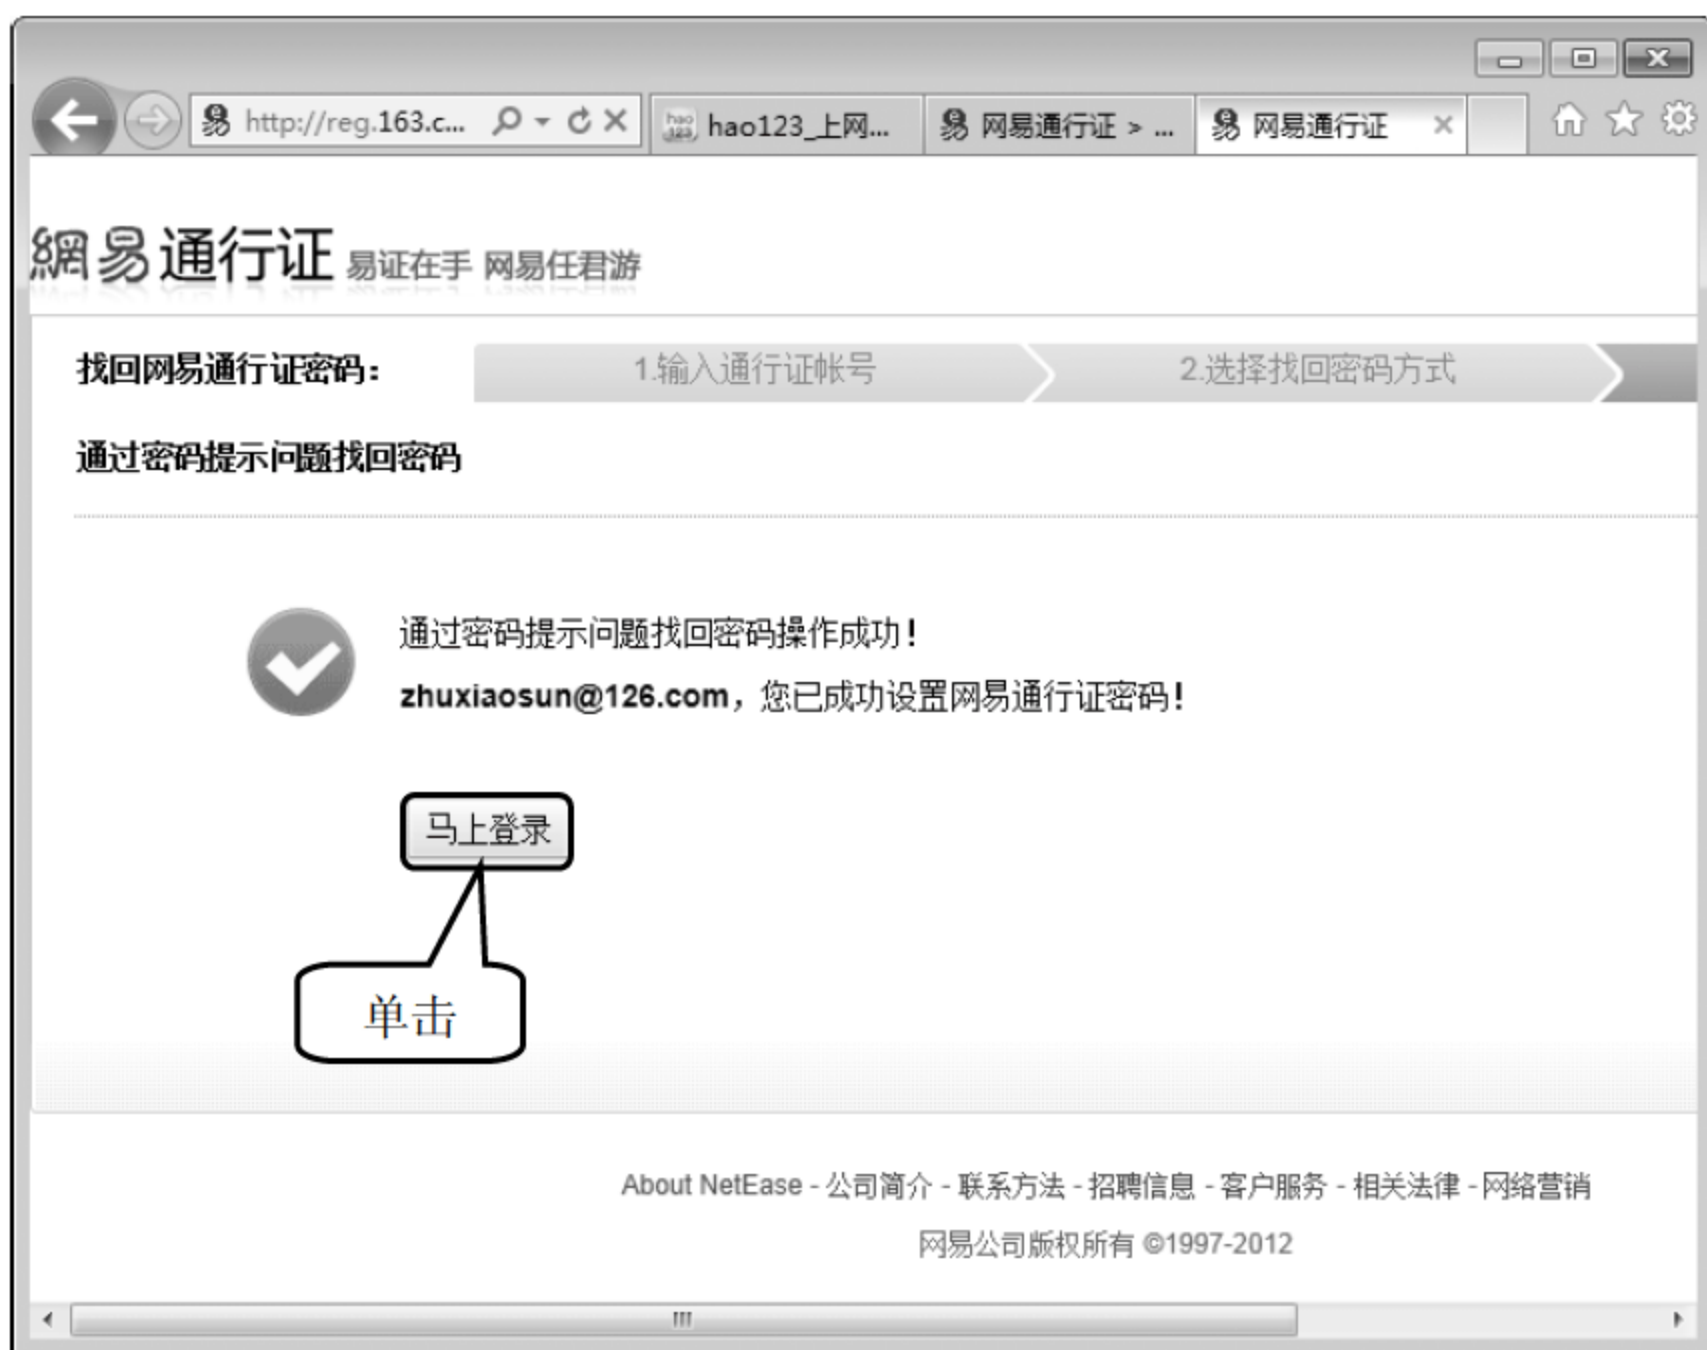 http://reg.163.c... hao123_上网... 网易通行证 > ... 网易通行证
網易通行证 易证在手 网易任君游
找回网易通行证密码: 1.输入通行证帐号 2.选择找回密码方式
通过密码提示问题找回密码
通过密码提示问题找回密码操作成功!
zhuxiaosun@126.com，您已成功设置网易通行证密码!
马上登录
单击
About NetEase - 公司简介 - 联系方法 - 招聘信息 - 客户服务 - 相关法律 - 网络营销
网易公司版权所有 ©1997-2012